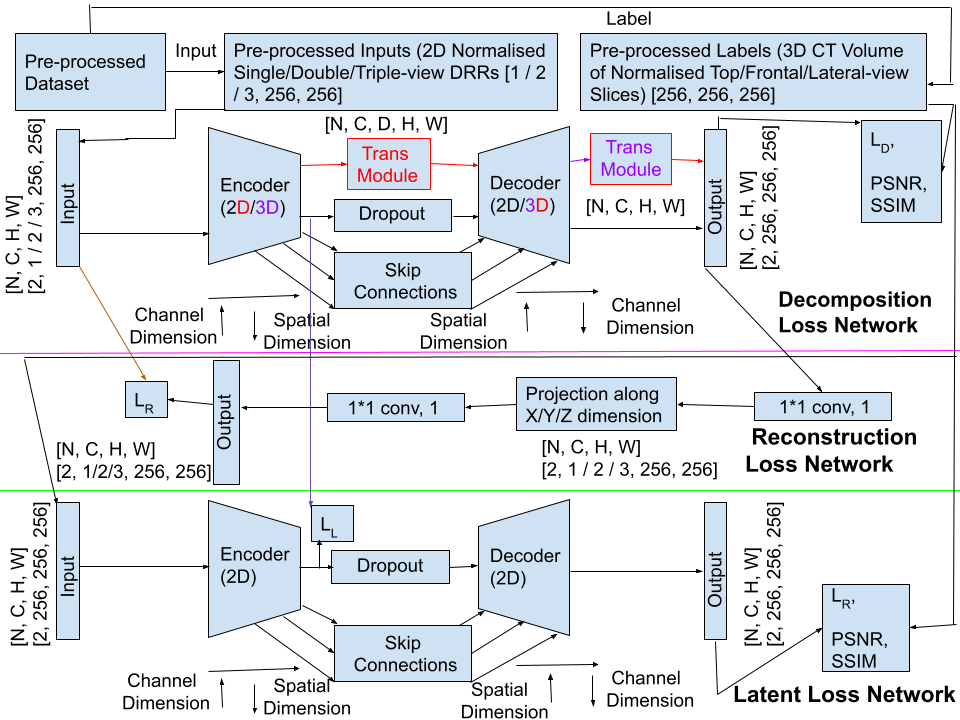 Label
Pre-processed
Dataset
Input
Pre-processed Inputs (2D Normalised
Single/Double/Triple-view DRRs [1 / 2
/ 3, 256, 256]
Pre-processed Labels (3D CT Volume
of Normalised Top/Frontal/Lateral-view
Slices) [256, 256, 256]
[N, C, H, W]
[2, 1 / 2 / 3, 256, 256]
Input
Encoder
(2D/3D)
[N, C, D, H, W]
Trans
Module
Dropout
Skip
Connections
Decoder
(2D/3D)
Trans
Module
[N, C, H, W]
Output
[N, C, H, W]
[2, 256, 256, 256]
LD,
PSNR,
SSIM
Channel
Dimension
Spatial
Dimension
Spatial
Dimension
Channel
Dimension
Decomposition
Loss Network
LR
Output
1*1 conv, 1
Projection along
X/Y/Z dimension
1*1 conv, 1
[N, C, H, W]
[2, 1/2/3, 256, 256]
[N, C, H, W]
[2, 1 / 2 / 3, 256, 256]
Reconstruction
Loss Network
[N, C, H, W]
[2, 256, 256, 256]
Input
Encoder
(2D)
LL
Dropout
Skip
Connections
Decoder
(2D)
Output
[N, C, H, W]
[2, 256, 256, 256]
LR,
PSNR,
SSIM
Channel
Dimension
Spatial
Dimension
Spatial
Dimension
Channel
Dimension
Latent Loss Network